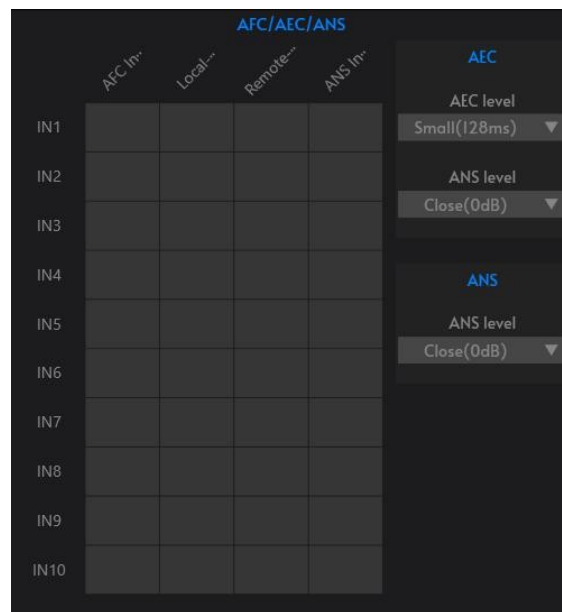 AFC/AEC/ANS
AFC In..
Local...
Remote...
ANS In..
IN1
IN2
IN3
IN4
IN5
IN6
IN7
IN8
IN9
IN10
AEC
AEC level
Small(128ms)
ANS level
Close(0dB)
ANS
ANS level
Close(0dB)